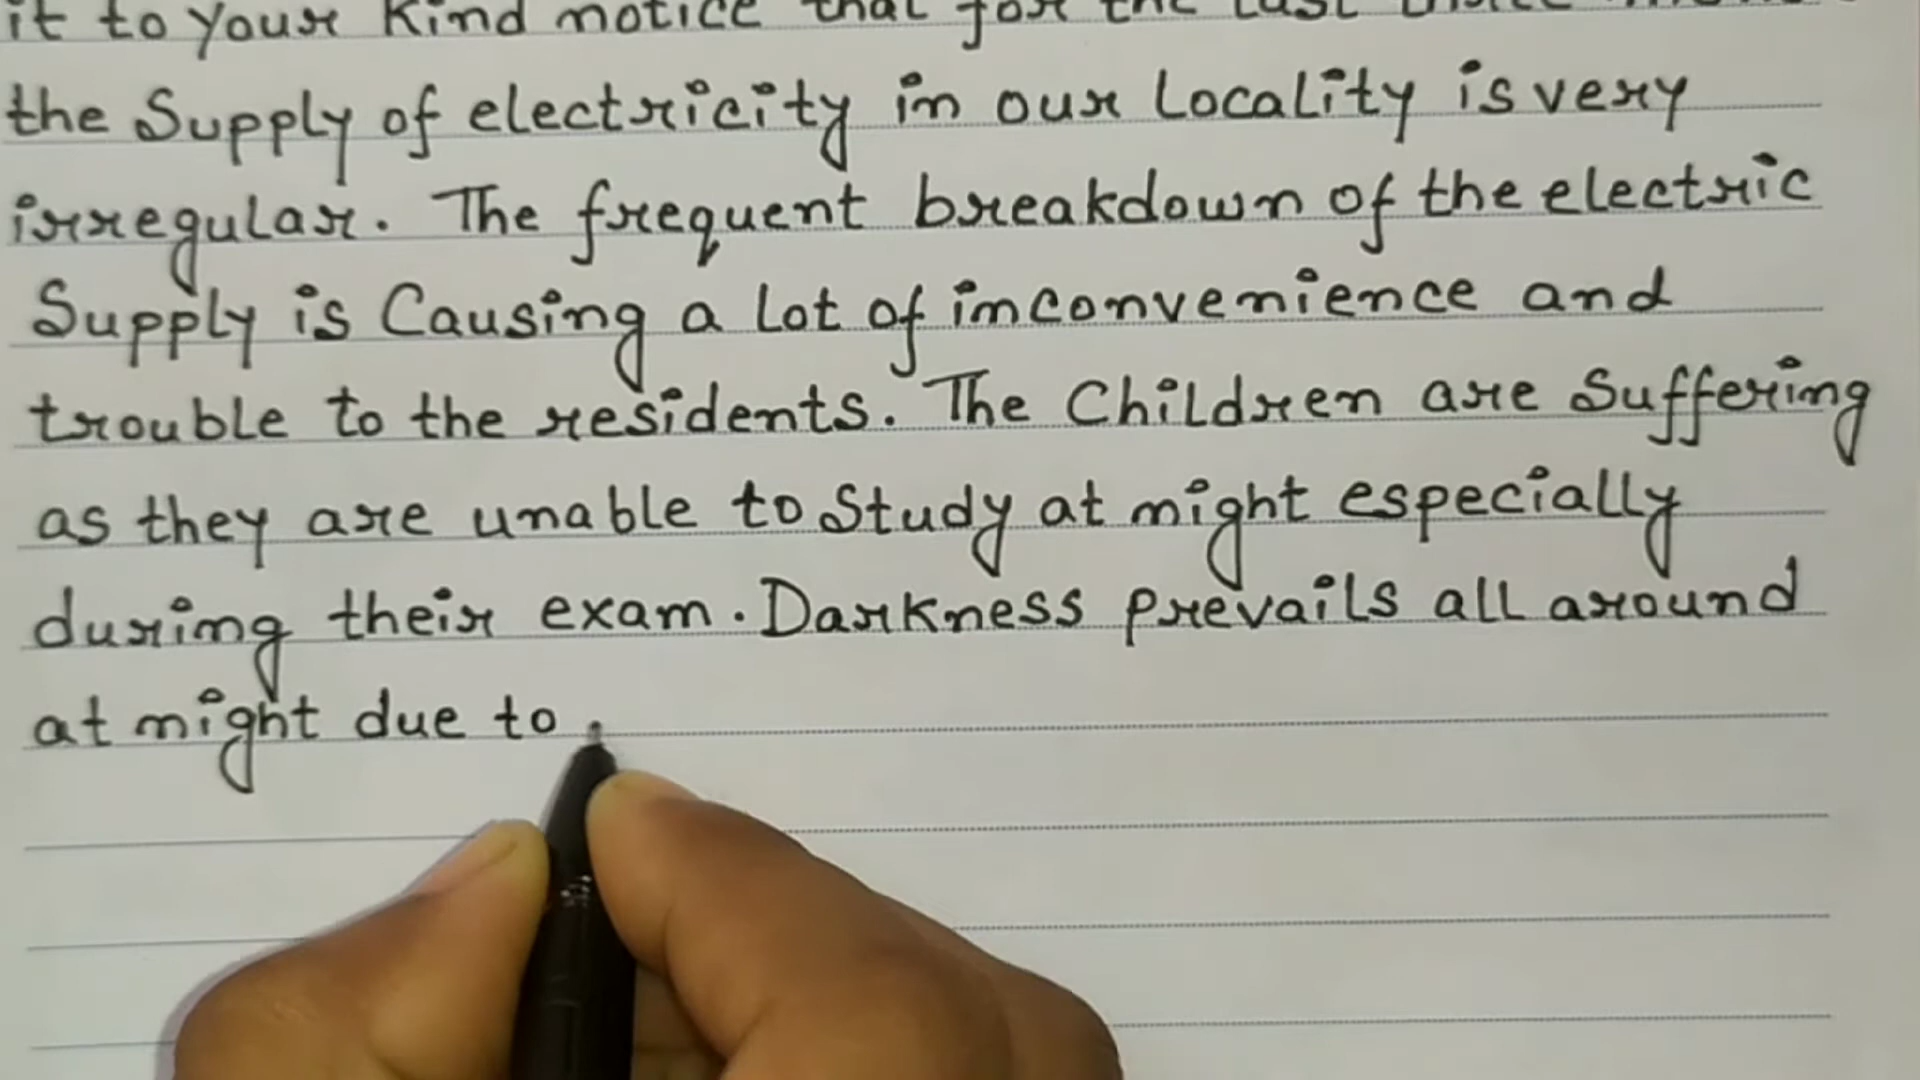 it to your kind notice that for the last three
the Supply of electricity in our locality is very
irregular. The frequent breakdown of the electric
Supply is Causing a lot of inconvenience and
trouble to the residents. The Children are Suffering
as they are unable to Study at night especially
during their exam. Darkness prevails all around
at night due to